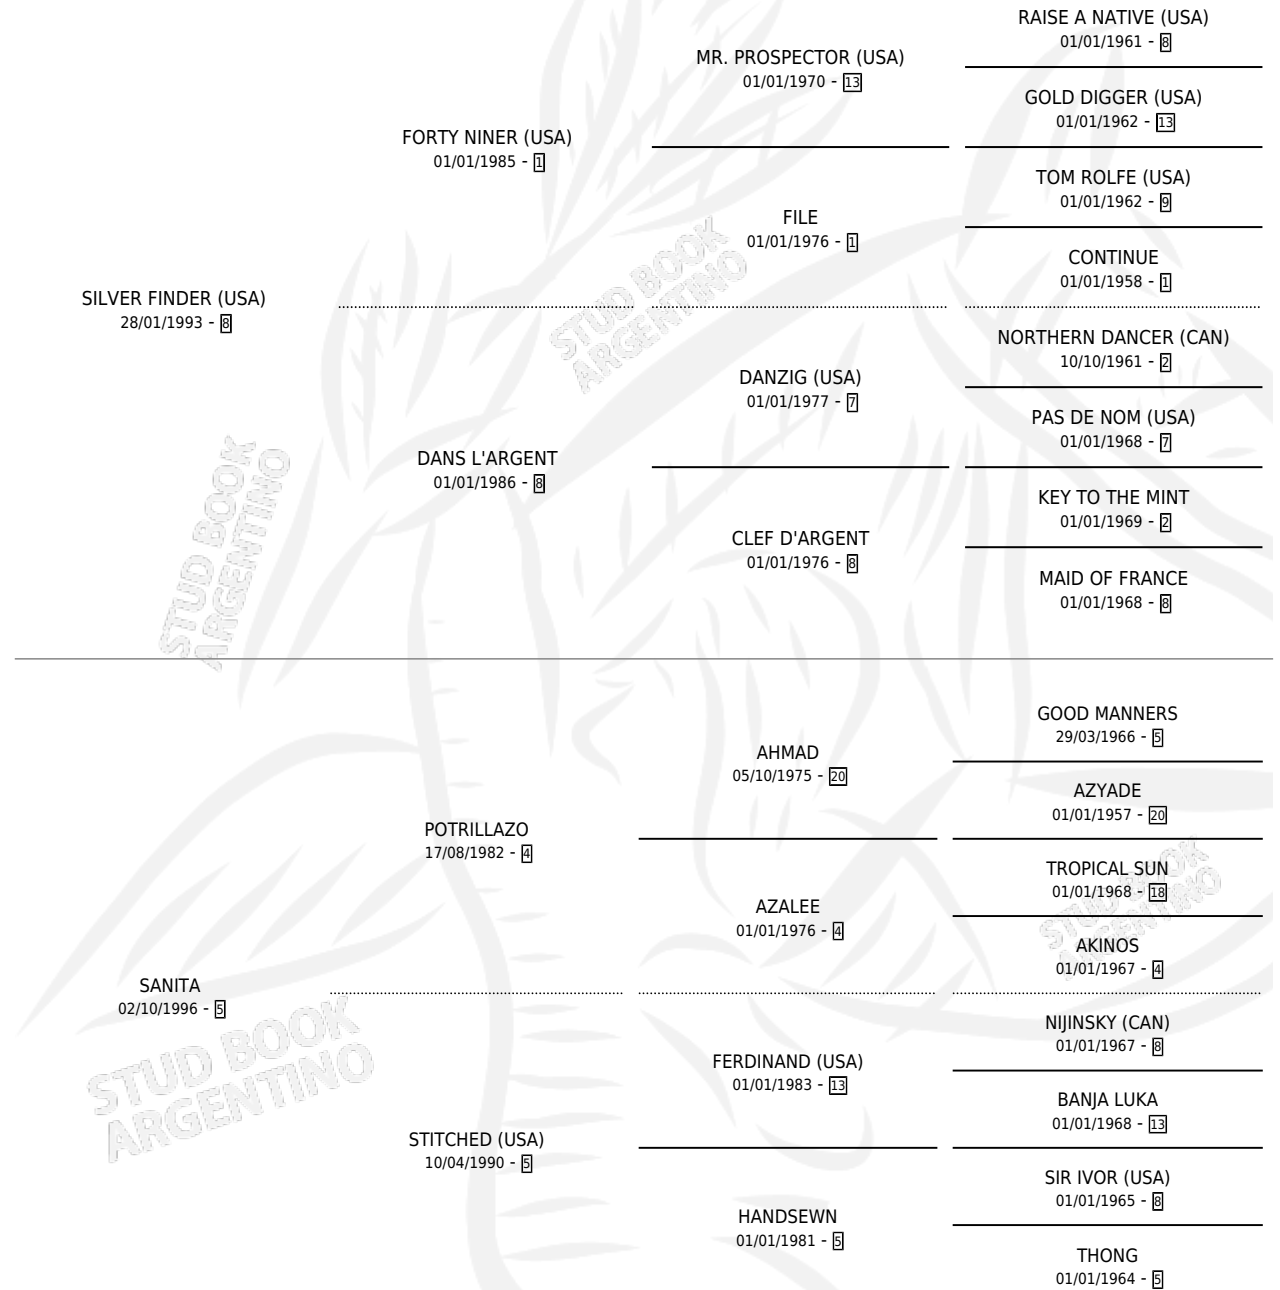 RAISE A NATIVE (USA)
01/01/1961 - 8
MR. PROSPECTOR (USA)
01/01/1970 - 13
GOLD DIGGER (USA)
01/01/1962 - 13
FORTY NINER (USA)
01/01/1985 - 1
TOM ROLFE (USA)
01/01/1962 - 9
FILE
01/01/1976 - 1
CONTINUE
01/01/1958 - 1
SILVER FINDER (USA)
28/01/1993 - 8
NORTHERN DANCER (CAN)
10/10/1961 - 2
DANZIG (USA)
01/01/1977 - 7
PAS DE NOM (USA)
01/01/1968 - 7
DANS L'ARGENT
01/01/1986 - 8
KEY TO THE MINT
01/01/1969 - 2
CLEF D'ARGENT
01/01/1976 - 8
MAID OF FRANCE
01/01/1968 - 8
STUD BOOK
ARGENTINO
STUD BOOK
ARGENTINO
GOOD MANNERS
29/03/1966 - 5
AHMAD
05/10/1975 - 20
AZYADE
01/01/1957 - 20
POTRILLAZO
17/08/1982 - 4
TROPICAL SUN
01/01/1968 - 18
AZALEE
01/01/1976 - 4
AKINOS
01/01/1967 - 4
STUD BOOK
ARGENTINO
SANITA
02/10/1996 - 5
NIJINSKY (CAN)
01/01/1967 - 8
FERDINAND (USA)
01/01/1983 - 13
BANJA LUKA
01/01/1968 - 13
STUD BOOK
ARGENTINO
STITCHED (USA)
10/04/1990 - 5
SIR IVOR (USA)
01/01/1965 - 8
HANDSEWN
01/01/1981 - 5
THONG
01/01/1964 - 5